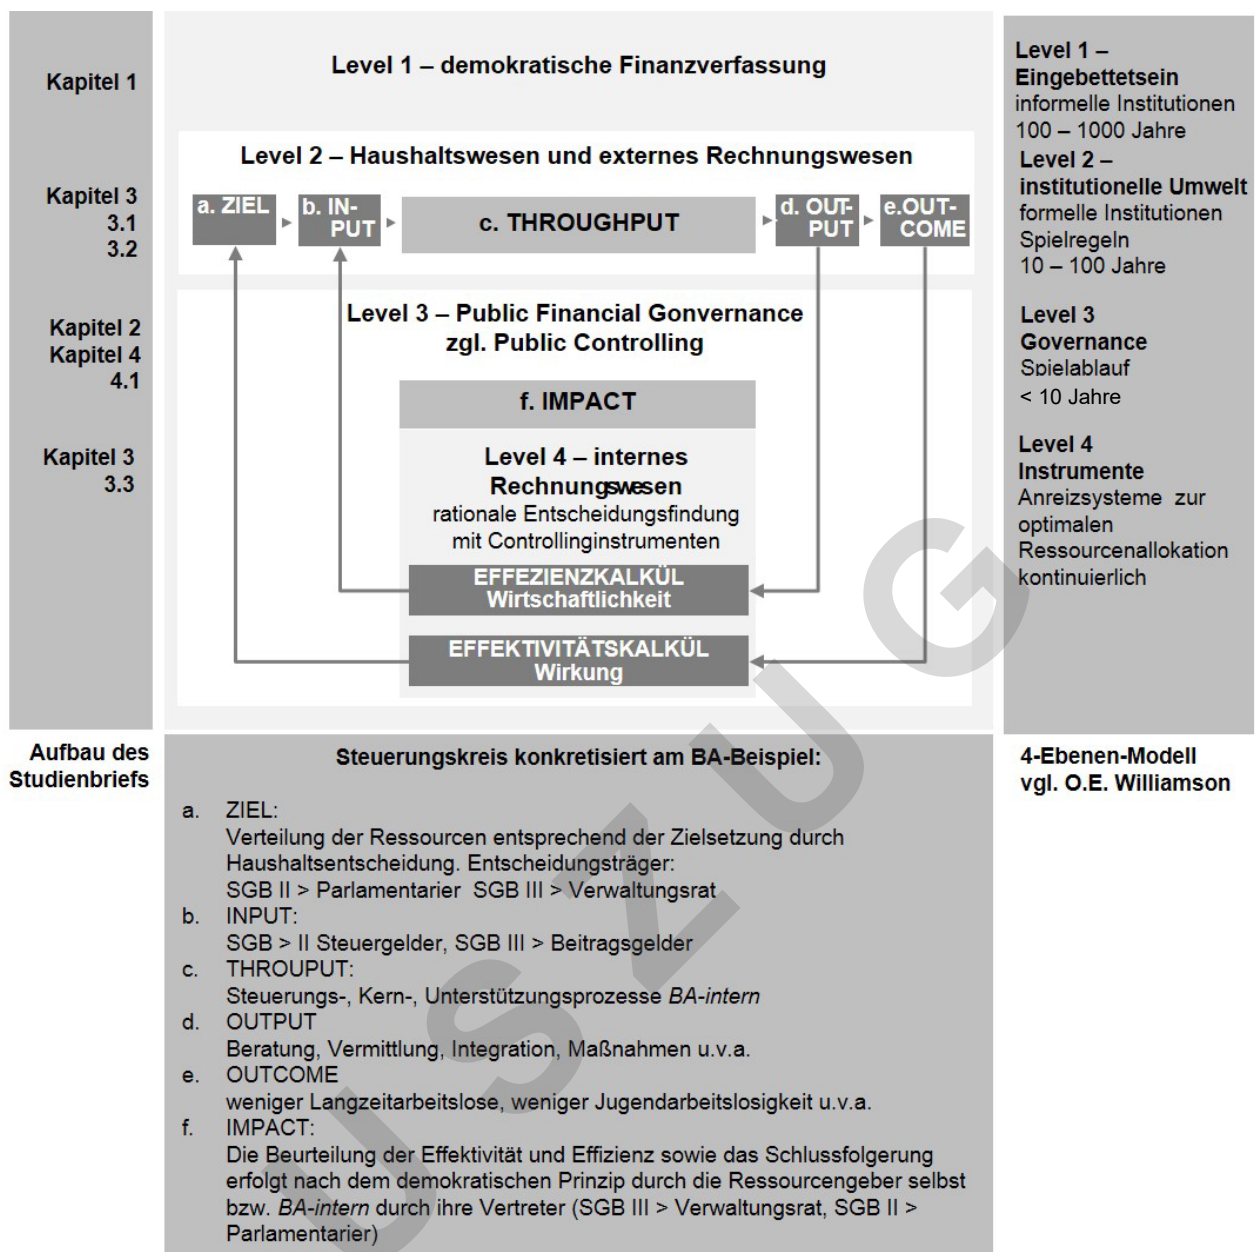 Kapitel 1
Kapitel 3
3.1
3.2
Kapitel 2
Kapitel 4
4.1
Kapitel 3
3.3
Aufbau des
Studienbriefs
Level 1 – demokratische Finanzverfassung
Level 2 – Haushaltswesen und externes Rechnungswesen
a. ZIEL
b. IN-
PUT
c. THROUGHPUT
d. OUT-
PUT
e.OUT-
COME
Level 3 – Public Financial Gonvernance
zgl. Public Controlling
f. IMPACT
Level 4 – internes
Rechnungswesen
rationale Entscheidungsfindung
mit Controllinginstrumenten
EFFEZIENZKALKÜL
Wirtschaftlichkeit
EFFEKTIVITÄTSKALKÜL
Wirkung
Level 1 –
Eingebettetsein
informelle Institutionen
100 – 1000 Jahre
Level 2 –
institutionelle Umwelt
formelle Institutionen
Spielregeln
10 – 100 Jahre
Level 3
Governance
Spielablauf
< 10 Jahre
Level 4
Instrumente
Anreizsysteme zur
optimalen
Ressourcenallokation
kontinuierlich
4-Ebenen-Modell
vgl. O.E. Williamson
Steuerungskreis konkretisiert am BA-Beispiel:
a. ZIEL:
Verteilung der Ressourcen entsprechend der Zielsetzung durch
Haushaltsentscheidung. Entscheidungsträger:
SGB II > Parlamentarier SGB III > Verwaltungsrat
b. INPUT:
SGB > II Steuergelder, SGB III > Beitragsgelder
c. THROUPUT:
Steuerungs-, Kern-, Unterstützungsprozesse BA-intern
d. OUTPUT
Beratung, Vermittlung, Integration, Maßnahmen u.v.a.
e. OUTCOME
weniger Langzeitarbeitslose, weniger Jugendarbeitslosigkeit u.v.a.
f. IMPACT:
Die Beurteilung der Effektivität und Effizienz sowie das Schlussfolgerung
erfolgt nach dem demokratischen Prinzip durch die Ressourcengeber selbst
bzw. BA-intern durch ihre Vertreter (SGB III > Verwaltungsrat, SGB II >
Parlamentarier)
USZUG